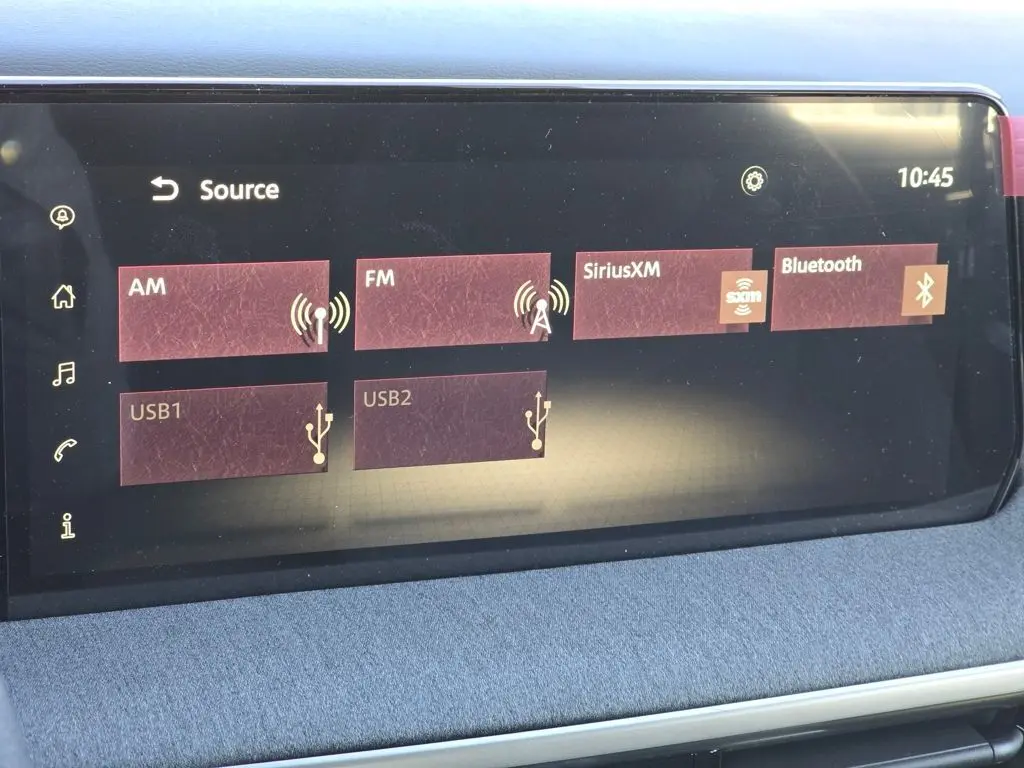 Source
10:45
AM
FM
SiriusXM
sxm
Bluetooth
USB1
USB2